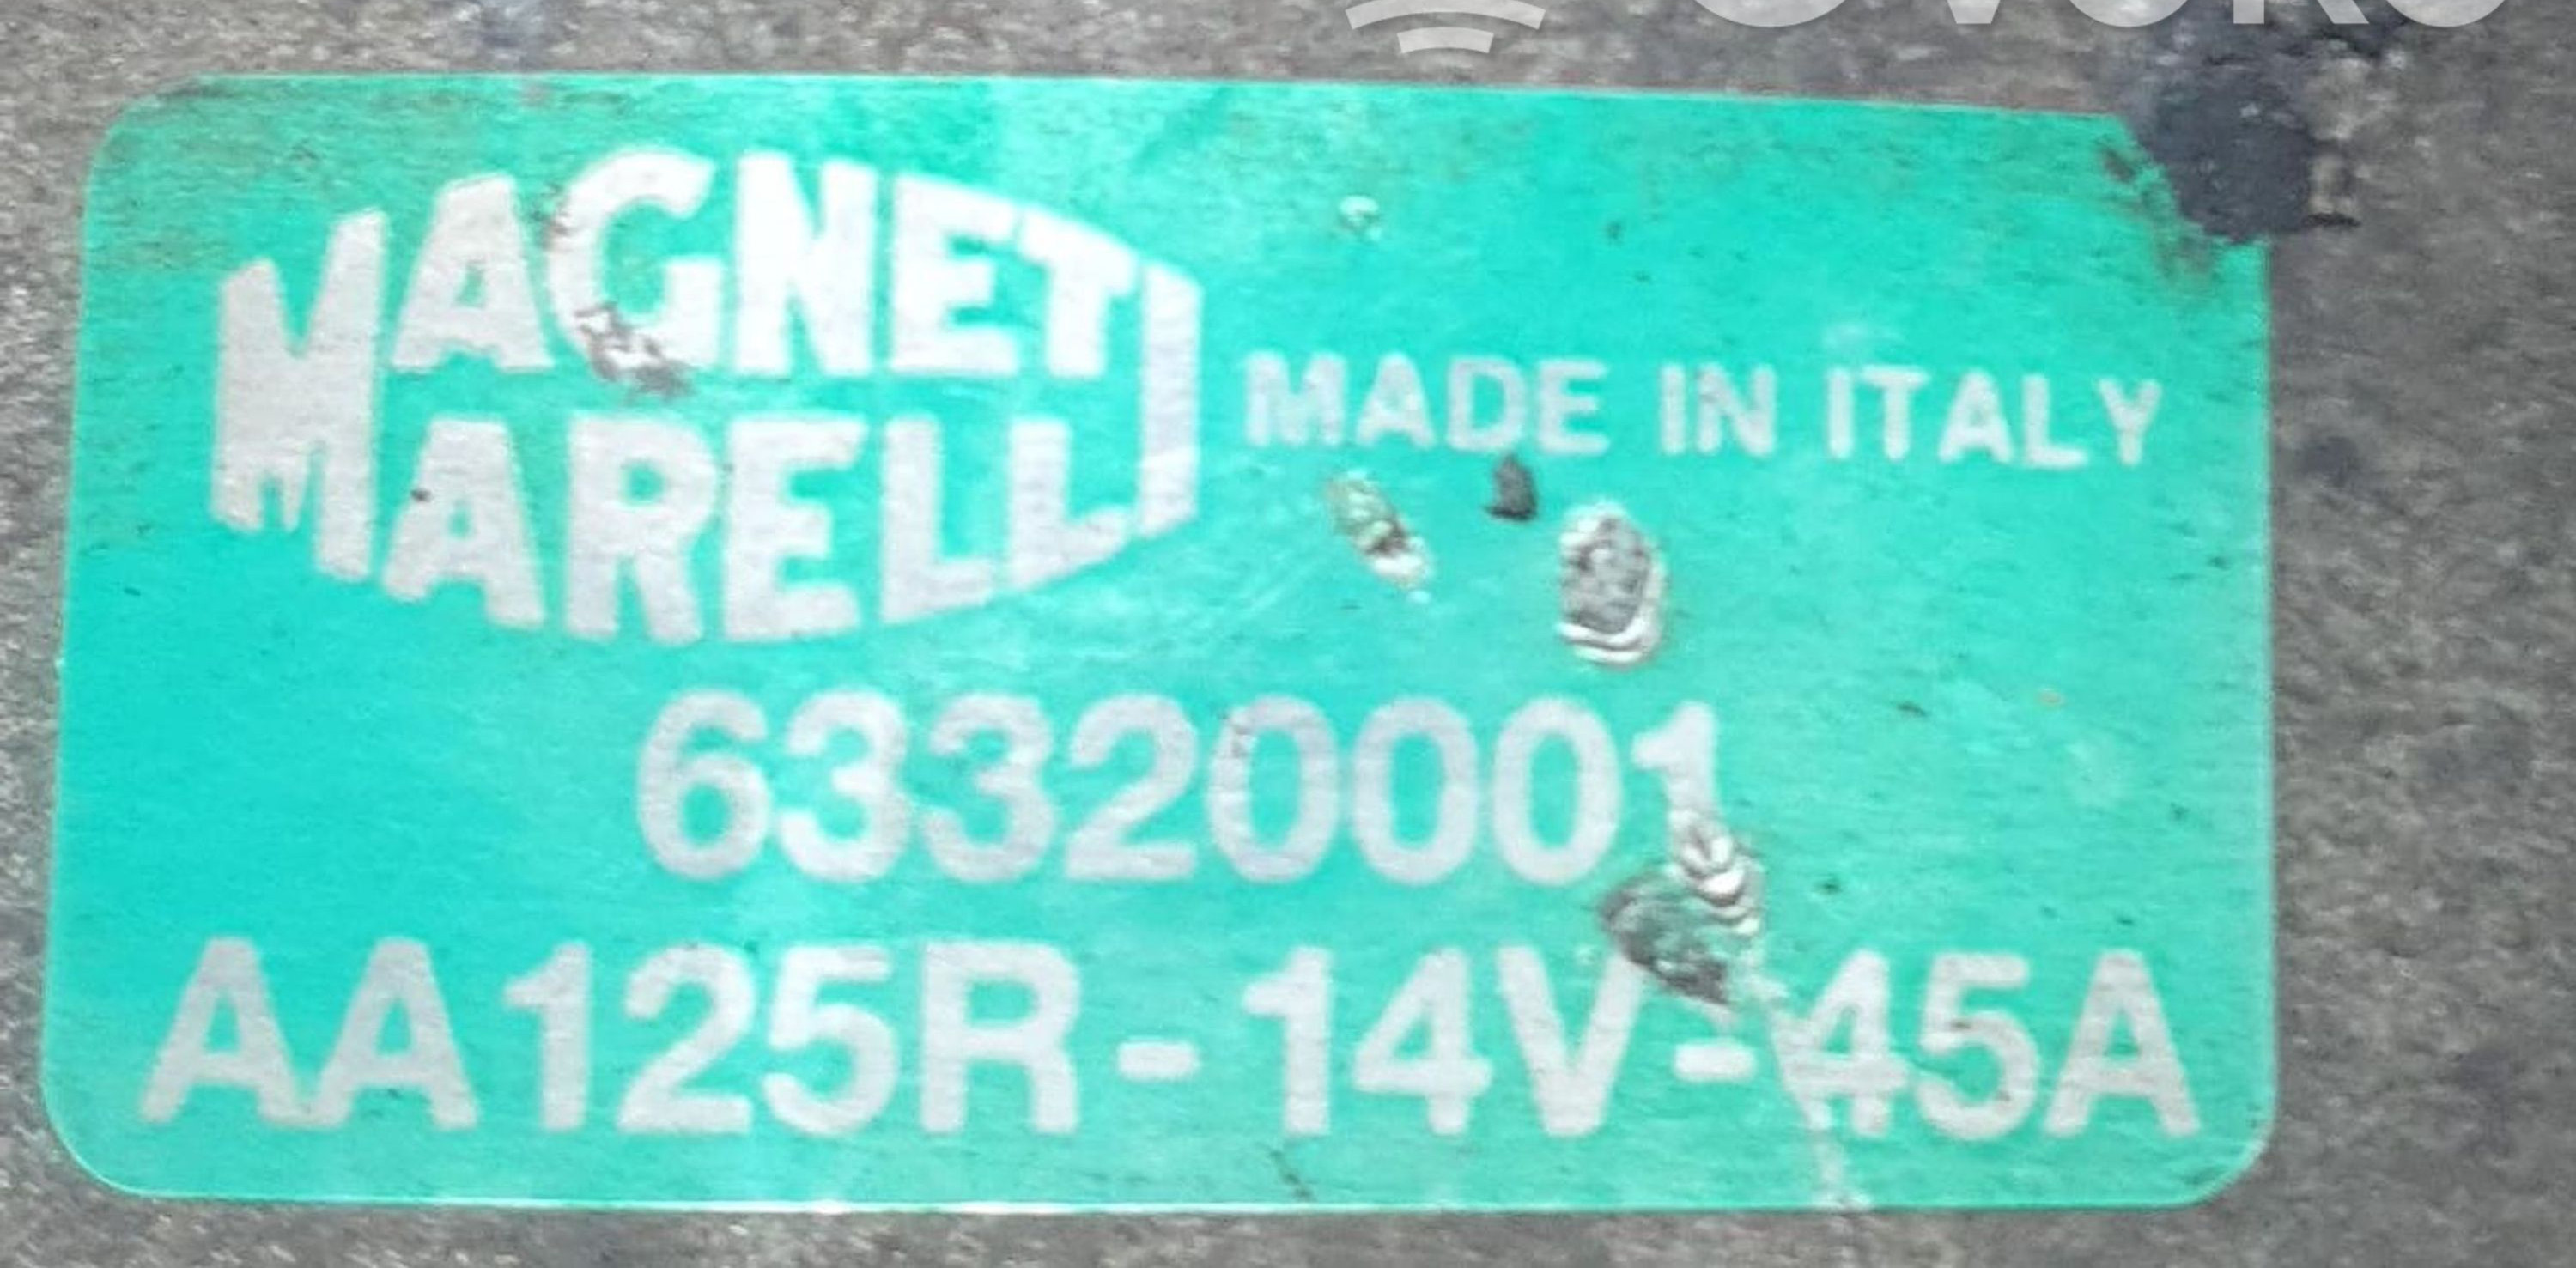 MAGNETI
MARELLI
MADE IN ITALY
63320001
AA125R-14V-45A